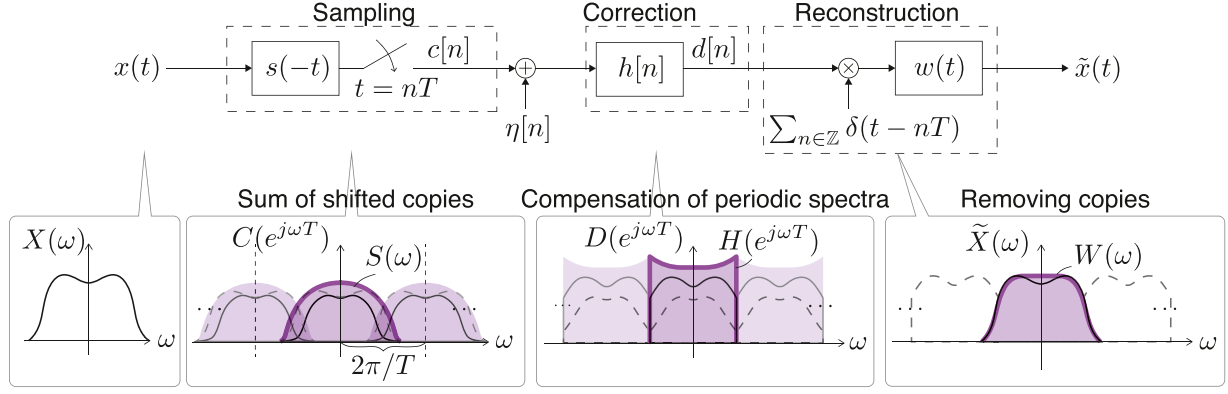 Sampling Correction Reconstruction
x(t) s(−t) c[n] h[n] d[n] w(t) x̃(t)
t = nT
η[n] ∑n∈ℤ δ(t − nT)
Sum of shifted copies Compensation of periodic spectra Removing copies
X(ω) C(e^{jωT}) S(ω) D(e^{jωT}) H(e^{jωT}) X̃(ω) W(ω)
... ... ... ... ... ...
ω ω ω ω
2π/T